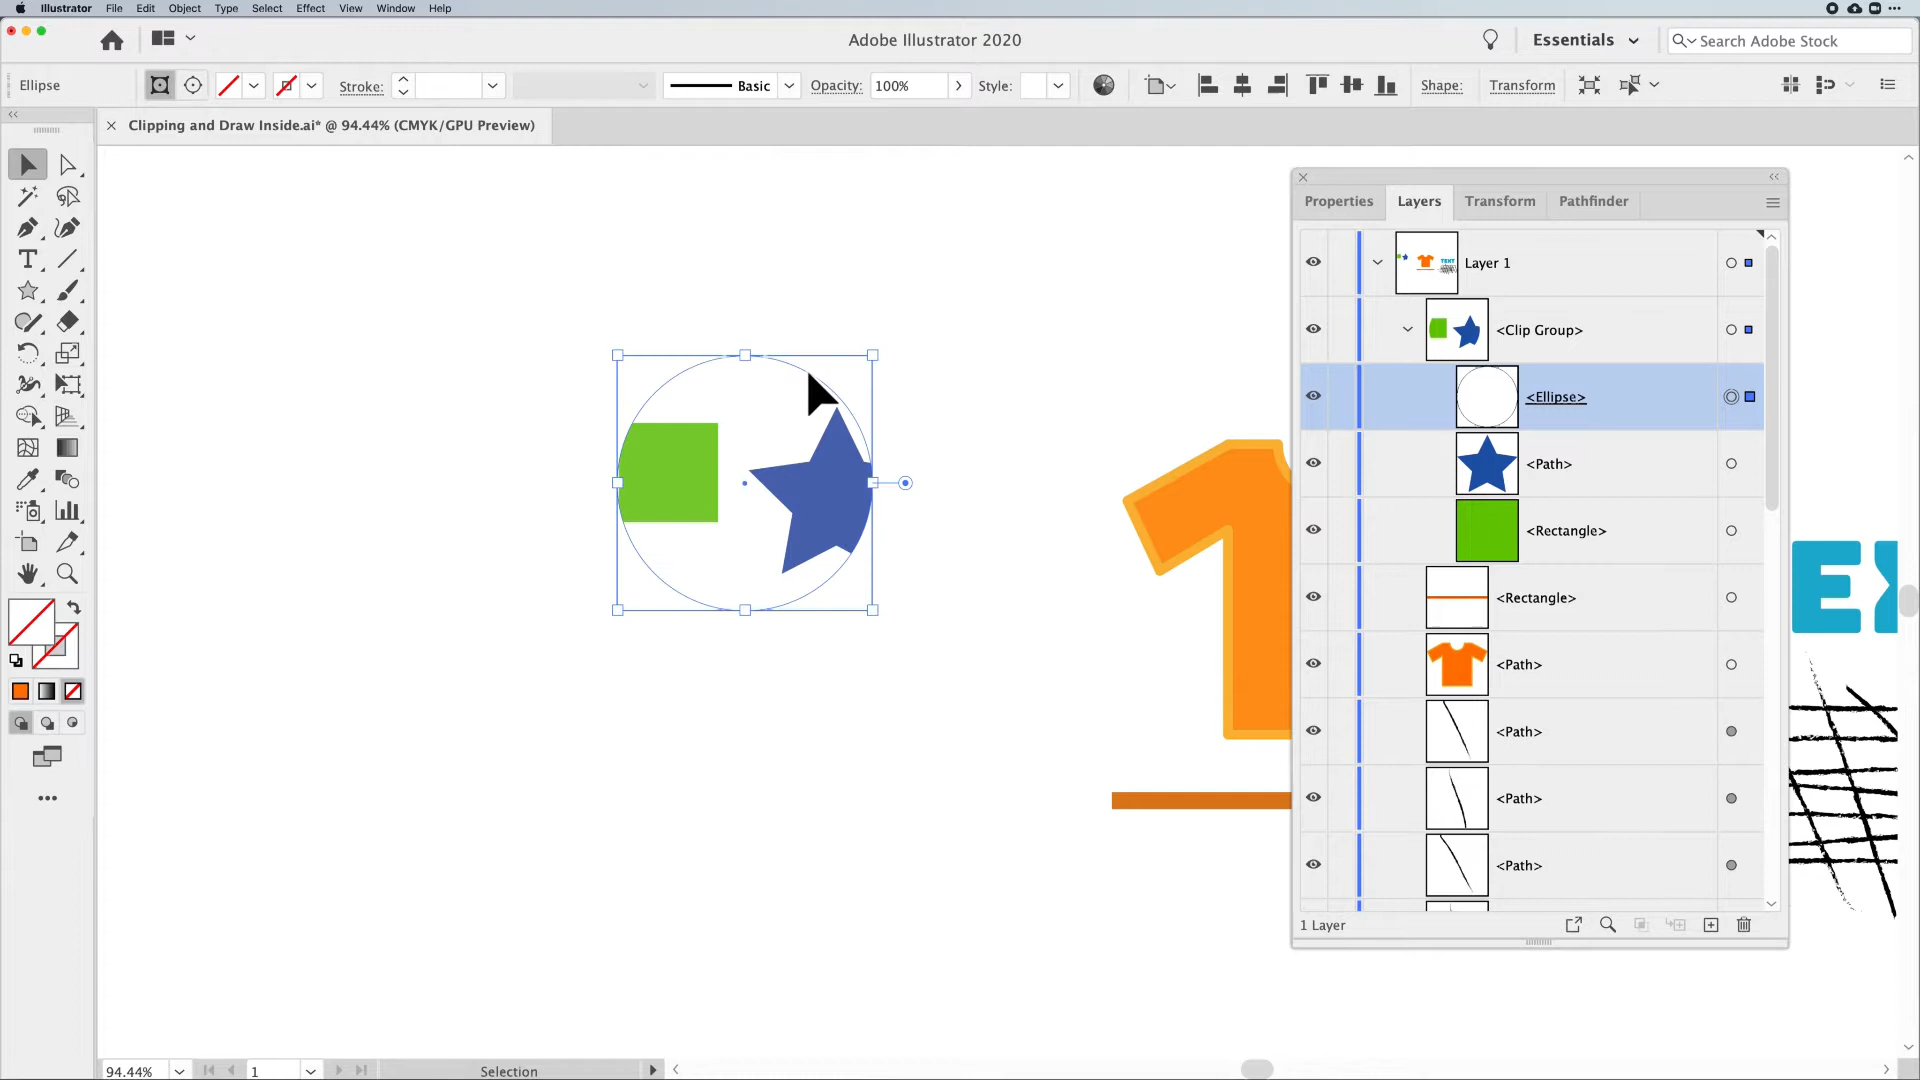 Illustrator File Edit Object Type Select Effect View Window Help
Adobe Illustrator 2020
Essentials
Search Adobe Stock
Ellipse
Stroke:
Basic
Opacity: 100%
Style:
Shape:
Transform
Clipping and Draw Inside.ai* @ 94.44% (CMYK/GPU Preview)
Properties Layers Transform Pathfinder
Layer 1
<Clip Group>
<Ellipse>
<Path>
<Rectangle>
<Rectangle>
<Path>
<Path>
<Path>
<Path>
1 Layer
94.44%
1
Selection